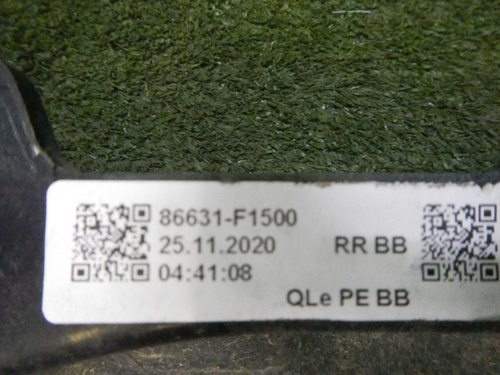 86631-F1500
25.11.2020 RR BB
04:41:08
QLe PE BB